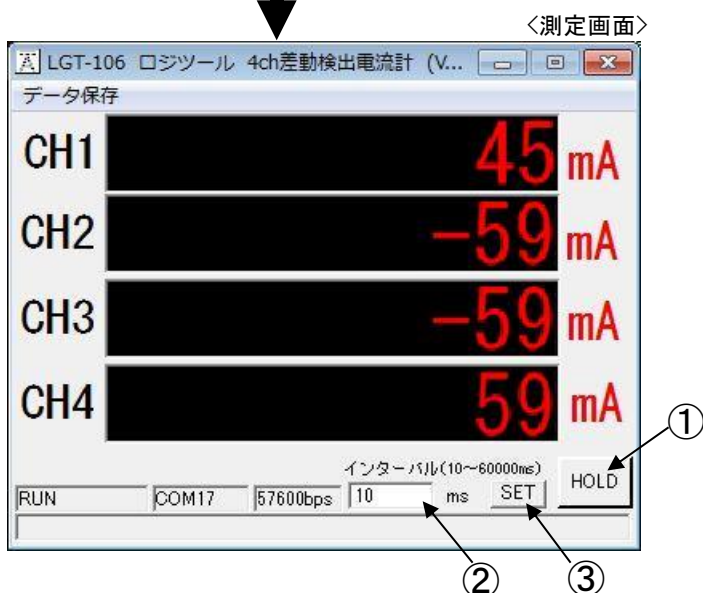 <測定画面>
LGT-106 ロジツール 4ch差動検出電流計 (V...
データ保存
CH1 45 mA
CH2 -59 mA
CH3 -59 mA
CH4 59 mA
①
インターバル(10~60000ms)
RUN COM17 57600bps 10 ms SET HOLD
② ③